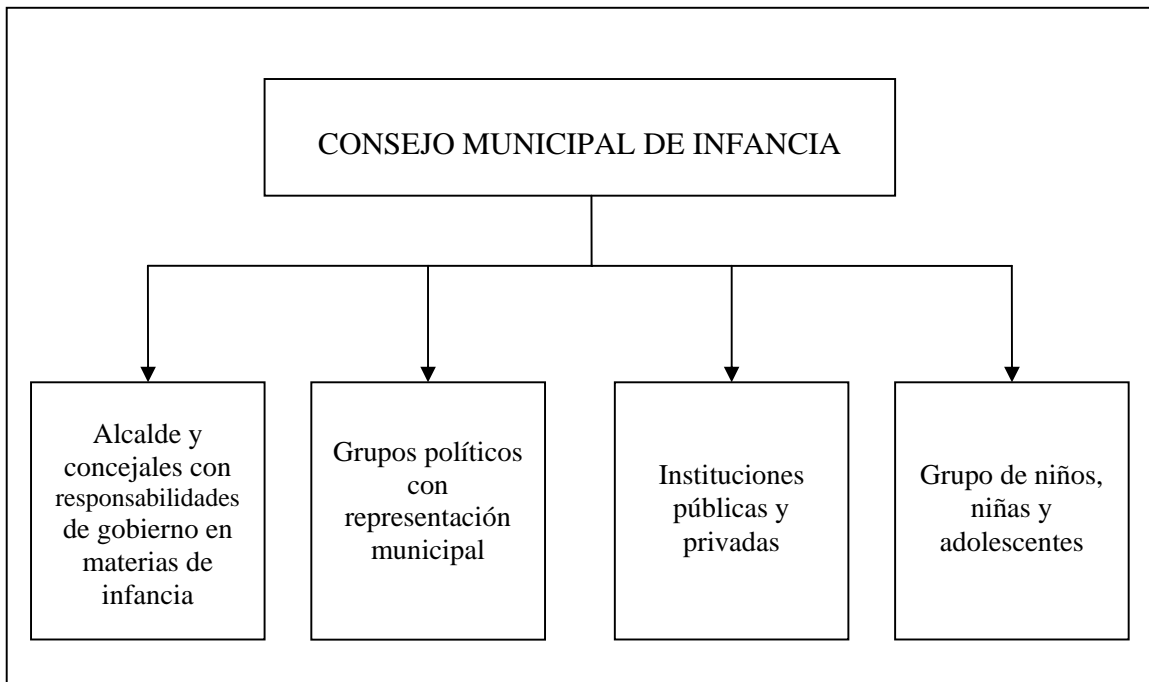 CONSEJO MUNICIPAL DE INFANCIA
Alcalde y
concejales con
responsabilidades
de gobierno en
materias de
infancia
Grupos políticos
con
representación
municipal
Instituciones
públicas y
privadas
Grupo de niños,
niñas y
adolescentes